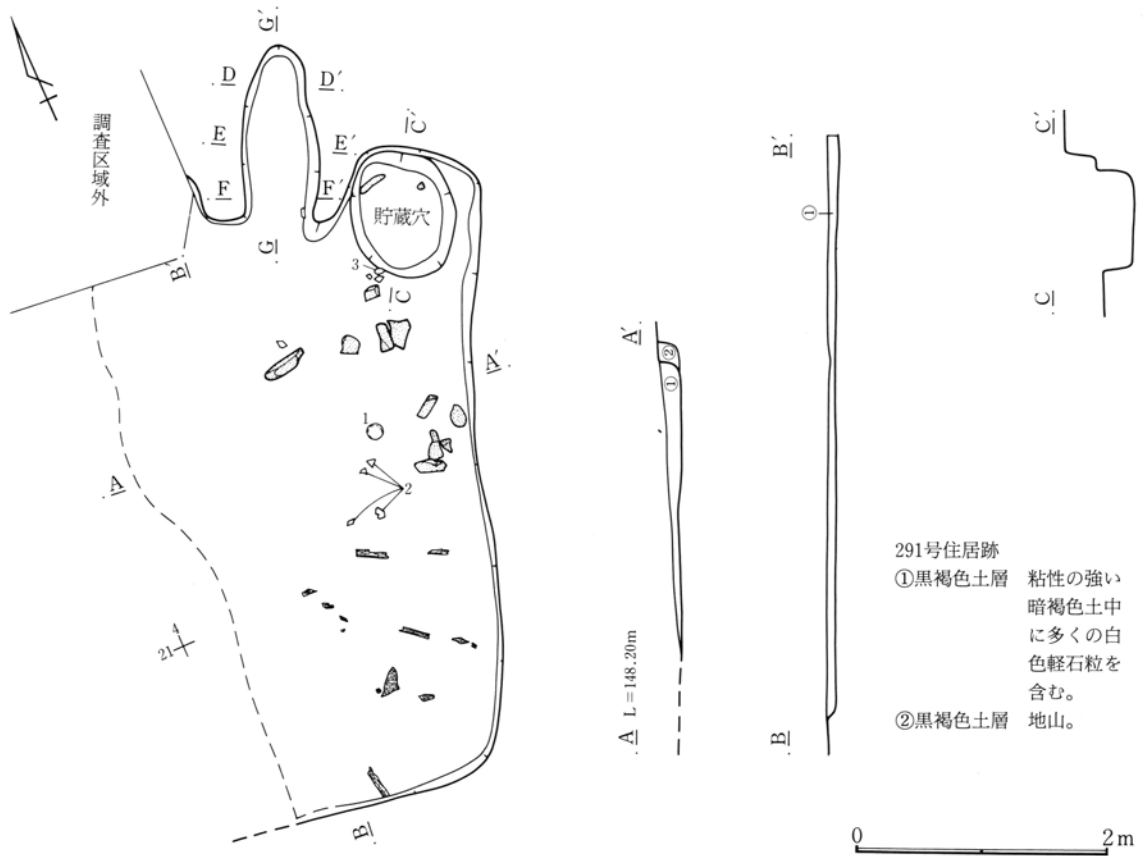 調査区域外
G′
D
D′
E
E′
C′
F
F′
貯蔵穴
G
B′
3
C
A′
1
A
2
4
21
B
A′
②
①
A L＝148.20m
B′
①
B
C′
C
291号住居跡
①黒褐色土層 粘性の強い
暗褐色土中
に多くの白
色軽石粒を
含む。
②黒褐色土層 地山。
0 2m